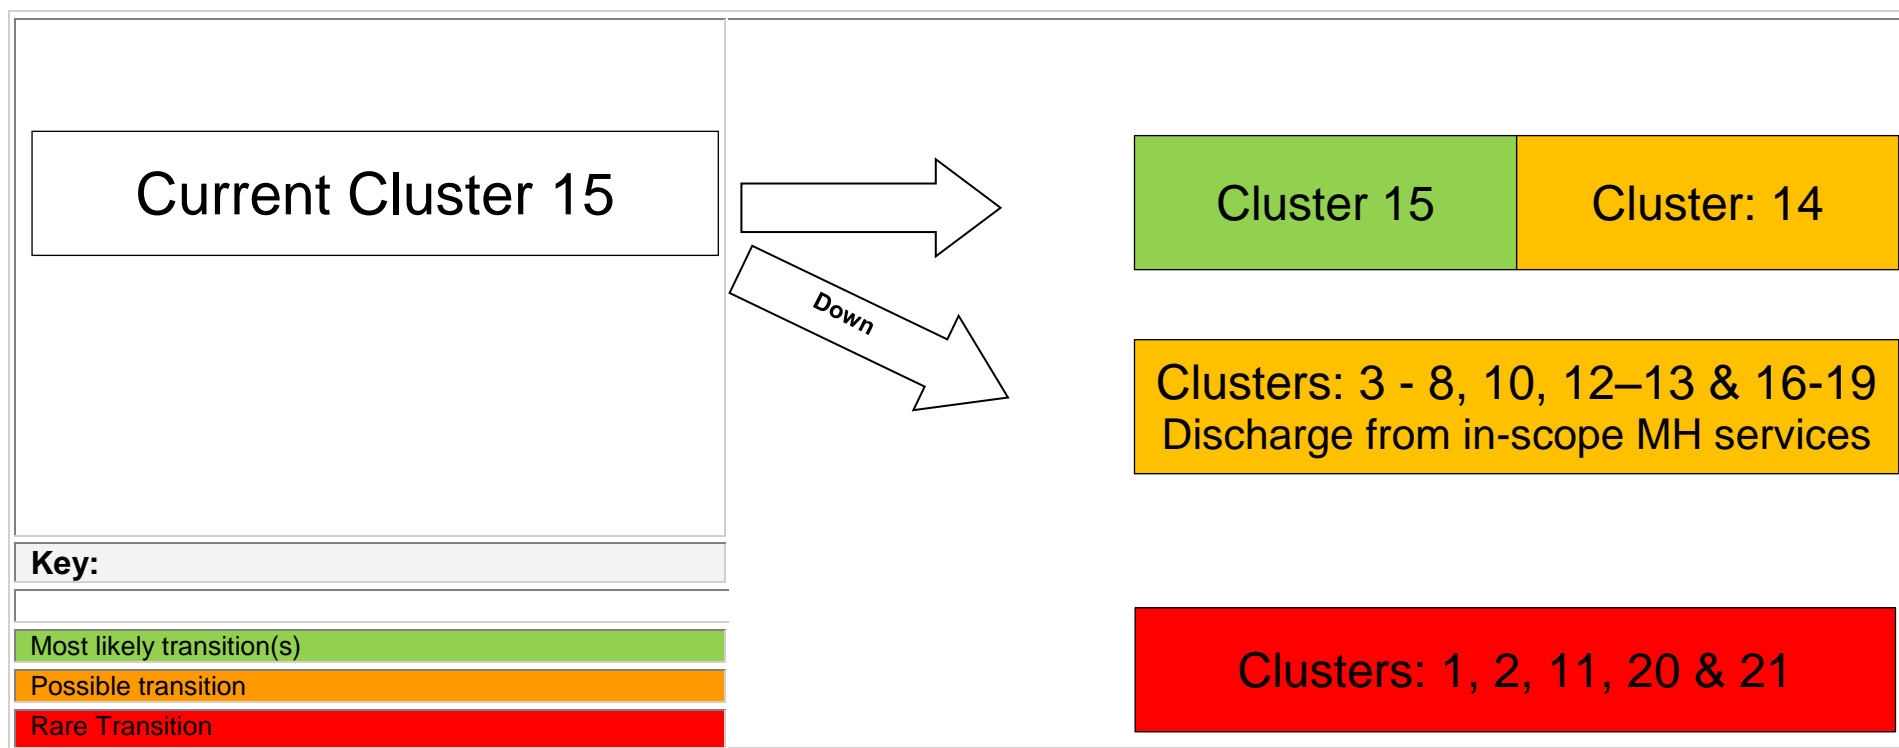 Current Cluster 15
Cluster 15
Cluster: 14
Down
Clusters: 3 - 8, 10, 12–13 & 16-19
Discharge from in-scope MH services
Key:
Most likely transition(s)
Possible transition
Rare Transition
Clusters: 1, 2, 11, 20 & 21